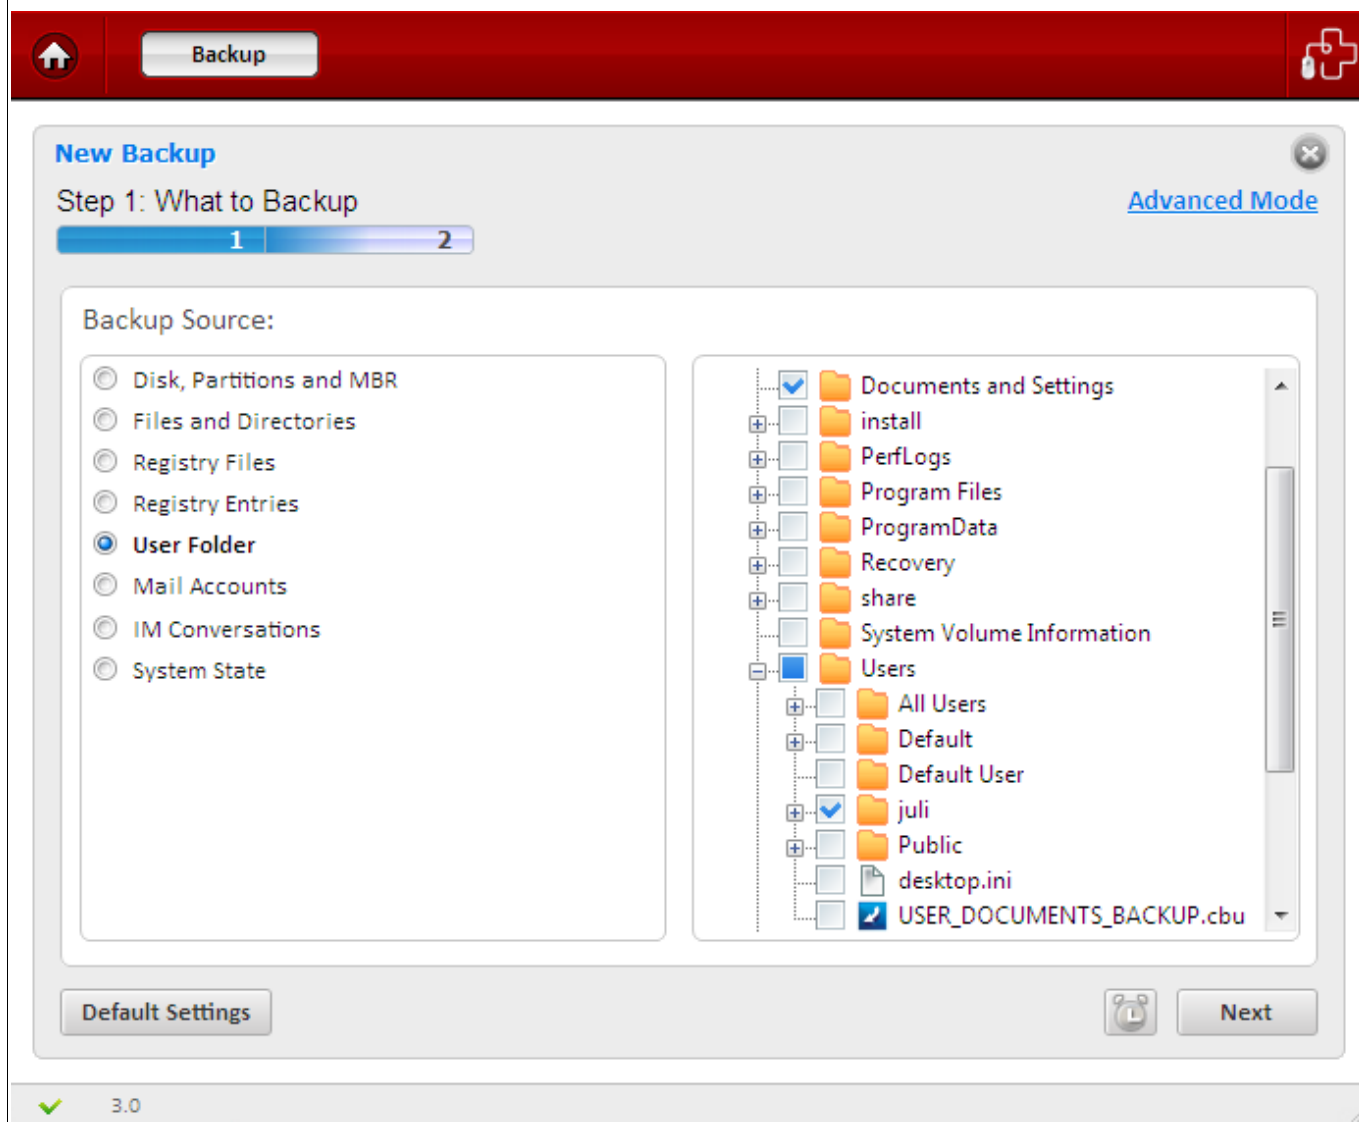 Backup
New Backup
Step 1: What to Backup
Advanced Mode
1 2
Backup Source:
Disk, Partitions and MBR
Files and Directories
Registry Files
Registry Entries
User Folder
Mail Accounts
IM Conversations
System State
Documents and Settings
install
PerfLogs
Program Files
ProgramData
Recovery
share
System Volume Information
Users
All Users
Default
Default User
juli
Public
desktop.ini
USER_DOCUMENTS_BACKUP.cbu
Default Settings
Next
3.0